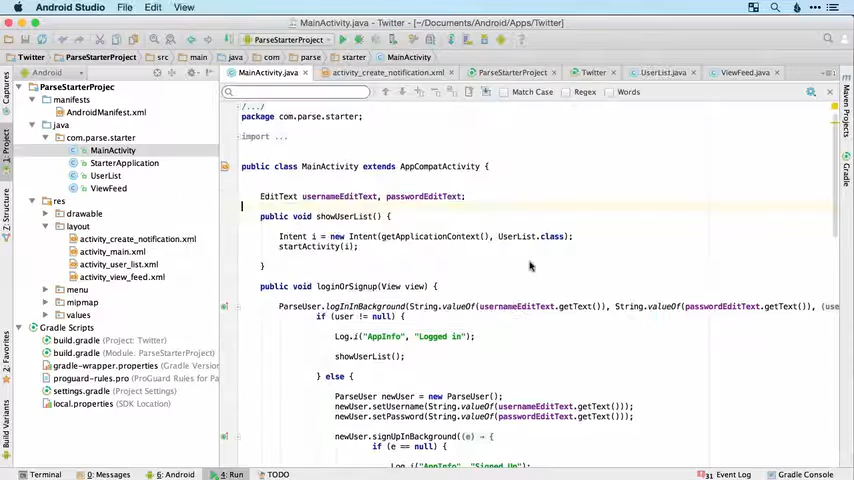 Android Studio File Edit View
MainActivity.java - Twitter - [~/Documents/Android/Apps/Twitter]
ParseStarterProject
Twitter ParseStarterProject src main java com parse starter MainActivity
Android
MainActivity.java activity_create_notification.xml ParseStarterProject Twitter UserList.java ViewFeed.java
Match Case Regex Words
Captures
1: Project
Z: Structure
2: Favorites
Build Variants
ParseStarterProject
manifests
AndroidManifest.xml
java
com.parse.starter
MainActivity
StarterApplication
UserList
ViewFeed
res
drawable
layout
activity_create_notification.xml
activity_main.xml
activity_user_list.xml
activity_view_feed.xml
menu
mipmap
values
Gradle Scripts
build.gradle (Project: Twitter)
build.gradle (Module: ParseStarterProject)
gradle-wrapper.properties (Gradle Version
proguard-rules.pro (ProGuard Rules for Pa
settings.gradle (Project Settings)
local.properties (SDK Location)
/.../
package com.parse.starter;
import ...
public class MainActivity extends AppCompatActivity {
EditText usernameEditText, passwordEditText;
public void showUserList() {
Intent i = new Intent(getApplicationContext(), UserList.class);
startActivity(i);
}
public void loginOrSignup(View view) {
ParseUser.logInInBackground(String.valueOf(usernameEditText.getText()), String.valueOf(passwordEditText.getText()), (use
if (user != null) {
Log.i("AppInfo", "Logged in");
showUserList();
} else {
ParseUser newUser = new ParseUser();
newUser.setUsername(String.valueOf(usernameEditText.getText()));
newUser.setPassword(String.valueOf(passwordEditText.getText()));
newUser.signUpInBackground((e) → {
if (e == null) {
Log.i("AppInfo", "Signed Up");
Maven Projects
Gradle
Terminal 0: Messages 6: Android 4: Run TODO
31 Event Log Gradle Console